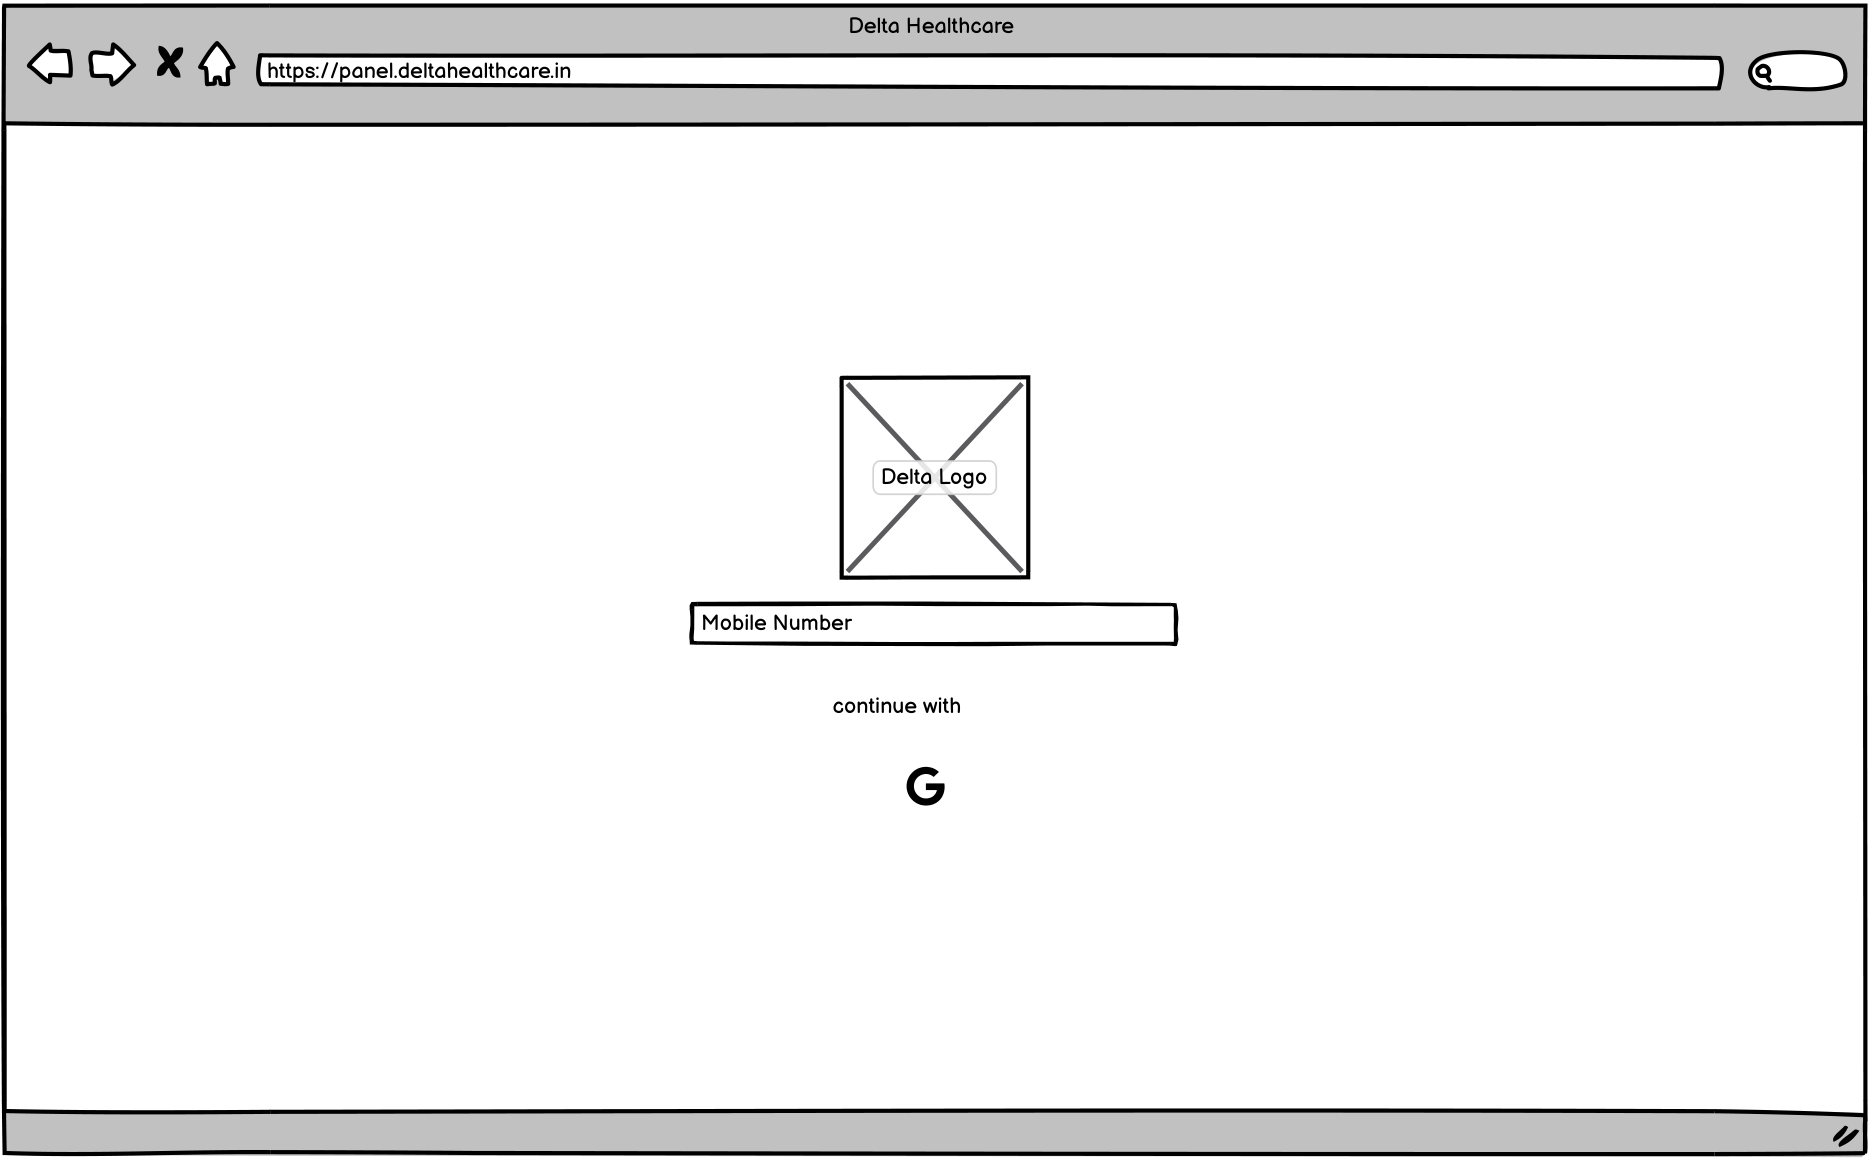 Delta Healthcare
https://panel.deltahealthcare.in
Delta Logo
Mobile Number
continue with
G